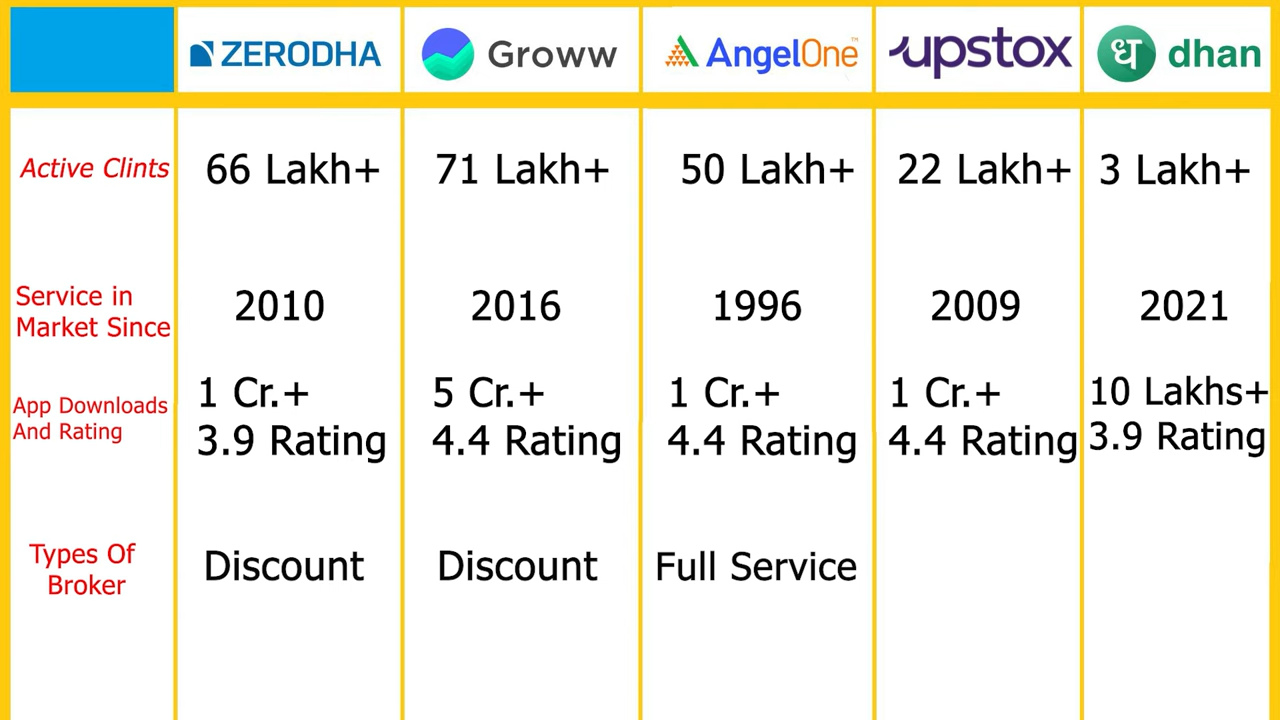 ZERODHA Groww AngelOne™ upstox ध dhan
Active Clints 66 Lakh+ 71 Lakh+ 50 Lakh+ 22 Lakh+ 3 Lakh+
Service in
Market Since 2010 2016 1996 2009 2021
App Downloads 1 Cr.+ 5 Cr.+ 1 Cr.+ 1 Cr.+ 10 Lakhs+
And Rating 3.9 Rating 4.4 Rating 4.4 Rating 4.4 Rating 3.9 Rating
Types Of
Broker Discount Discount Full Service